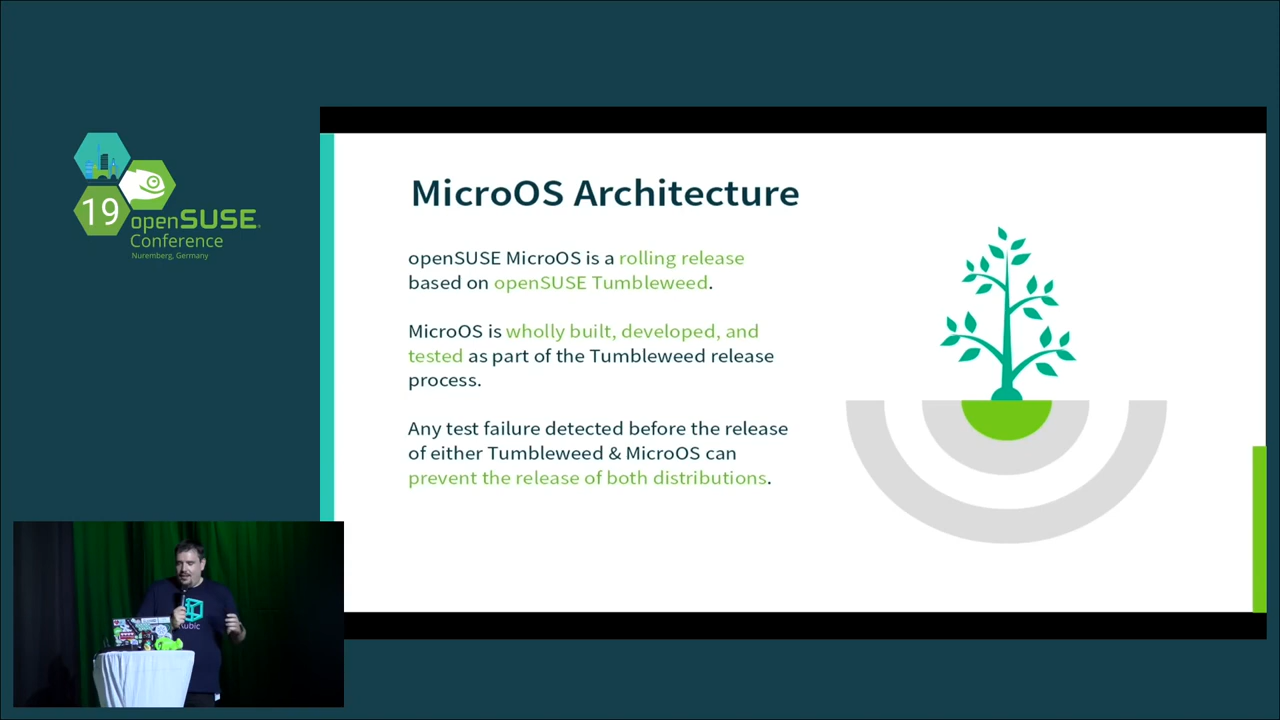 19
openSUSE
Conference
Nuremberg, Germany
MicroOS Architecture
openSUSE MicroOS is a rolling release
based on openSUSE Tumbleweed.
MicroOS is wholly built, developed, and
tested as part of the Tumbleweed release
process.
Any test failure detected before the release
of either Tumbleweed & MicroOS can
prevent the release of both distributions.
Kubic